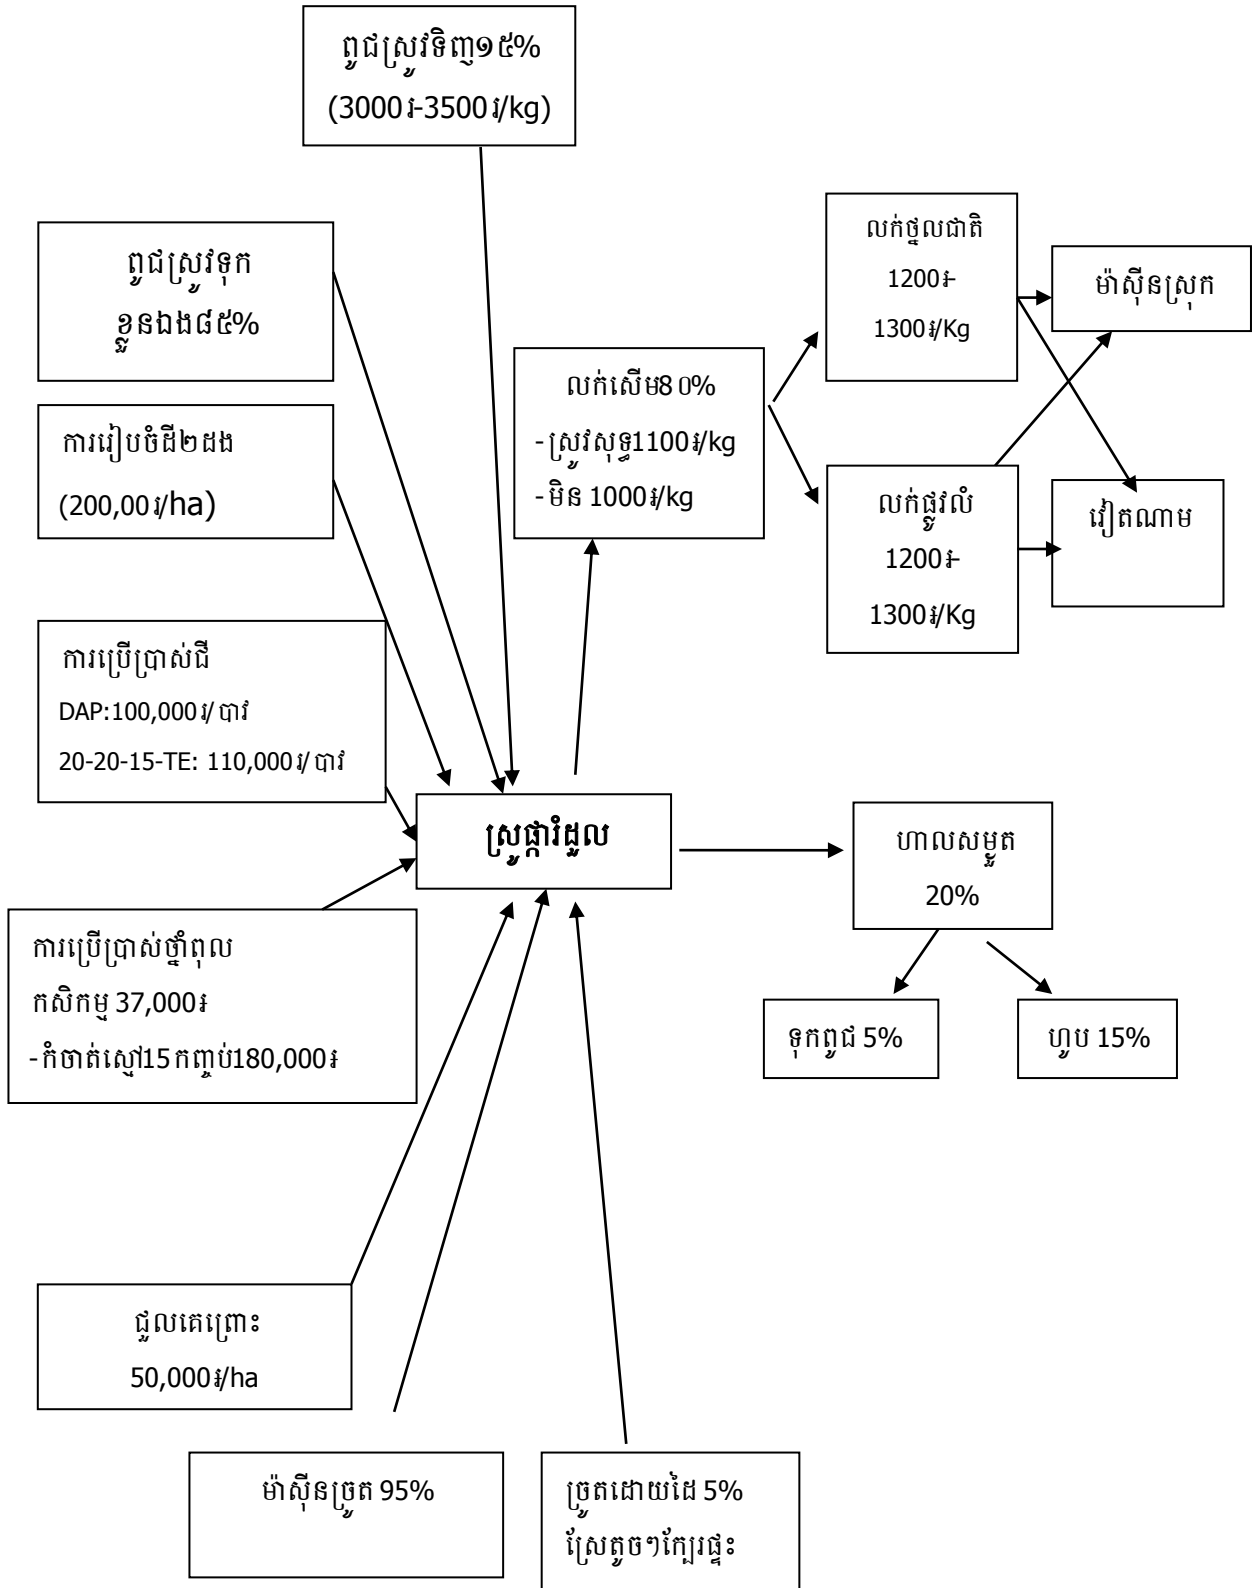 ពូជស្រូវទិញ១៥%
(3000៛-3500៛/kg)
ពូជស្រូវទុក
ខ្លួនឯង៨៥%
ការរៀបចំដី២ដង
(200,00៛/ha)
ការប្រើប្រាស់ជី
DAP:100,000៛/ បាវ
20-20-15-TE: 110,000៛/ បាវ
ការប្រើប្រាស់ថ្នាំពុល
កសិកម្ម 37,000៛
-កំចាត់ស្មៅ15 កញ្ចប់180,000៛
ជួលគេព្រោះ
50,000៛/ha
ម៉ាស៊ីនច្រូត 95%
ច្រូតដោយដៃ 5%
ស្រែតូចៗក្បែរផ្ទះ
ស្រូផ្ការំដួល
លក់សើម8០%
-ស្រូវសុទ្ធ1100៛/kg
-មិន 1000៛/kg
លក់ថ្នលជាតិ
1200៛-
1300៛/Kg
លក់ផ្លូវលំ
1200៛-
1300៛/Kg
ម៉ាស៊ីនស្រុក
វៀតណាម
ហាលសម្ងួត
20%
ទុកពូជ 5%
ហូប 15%